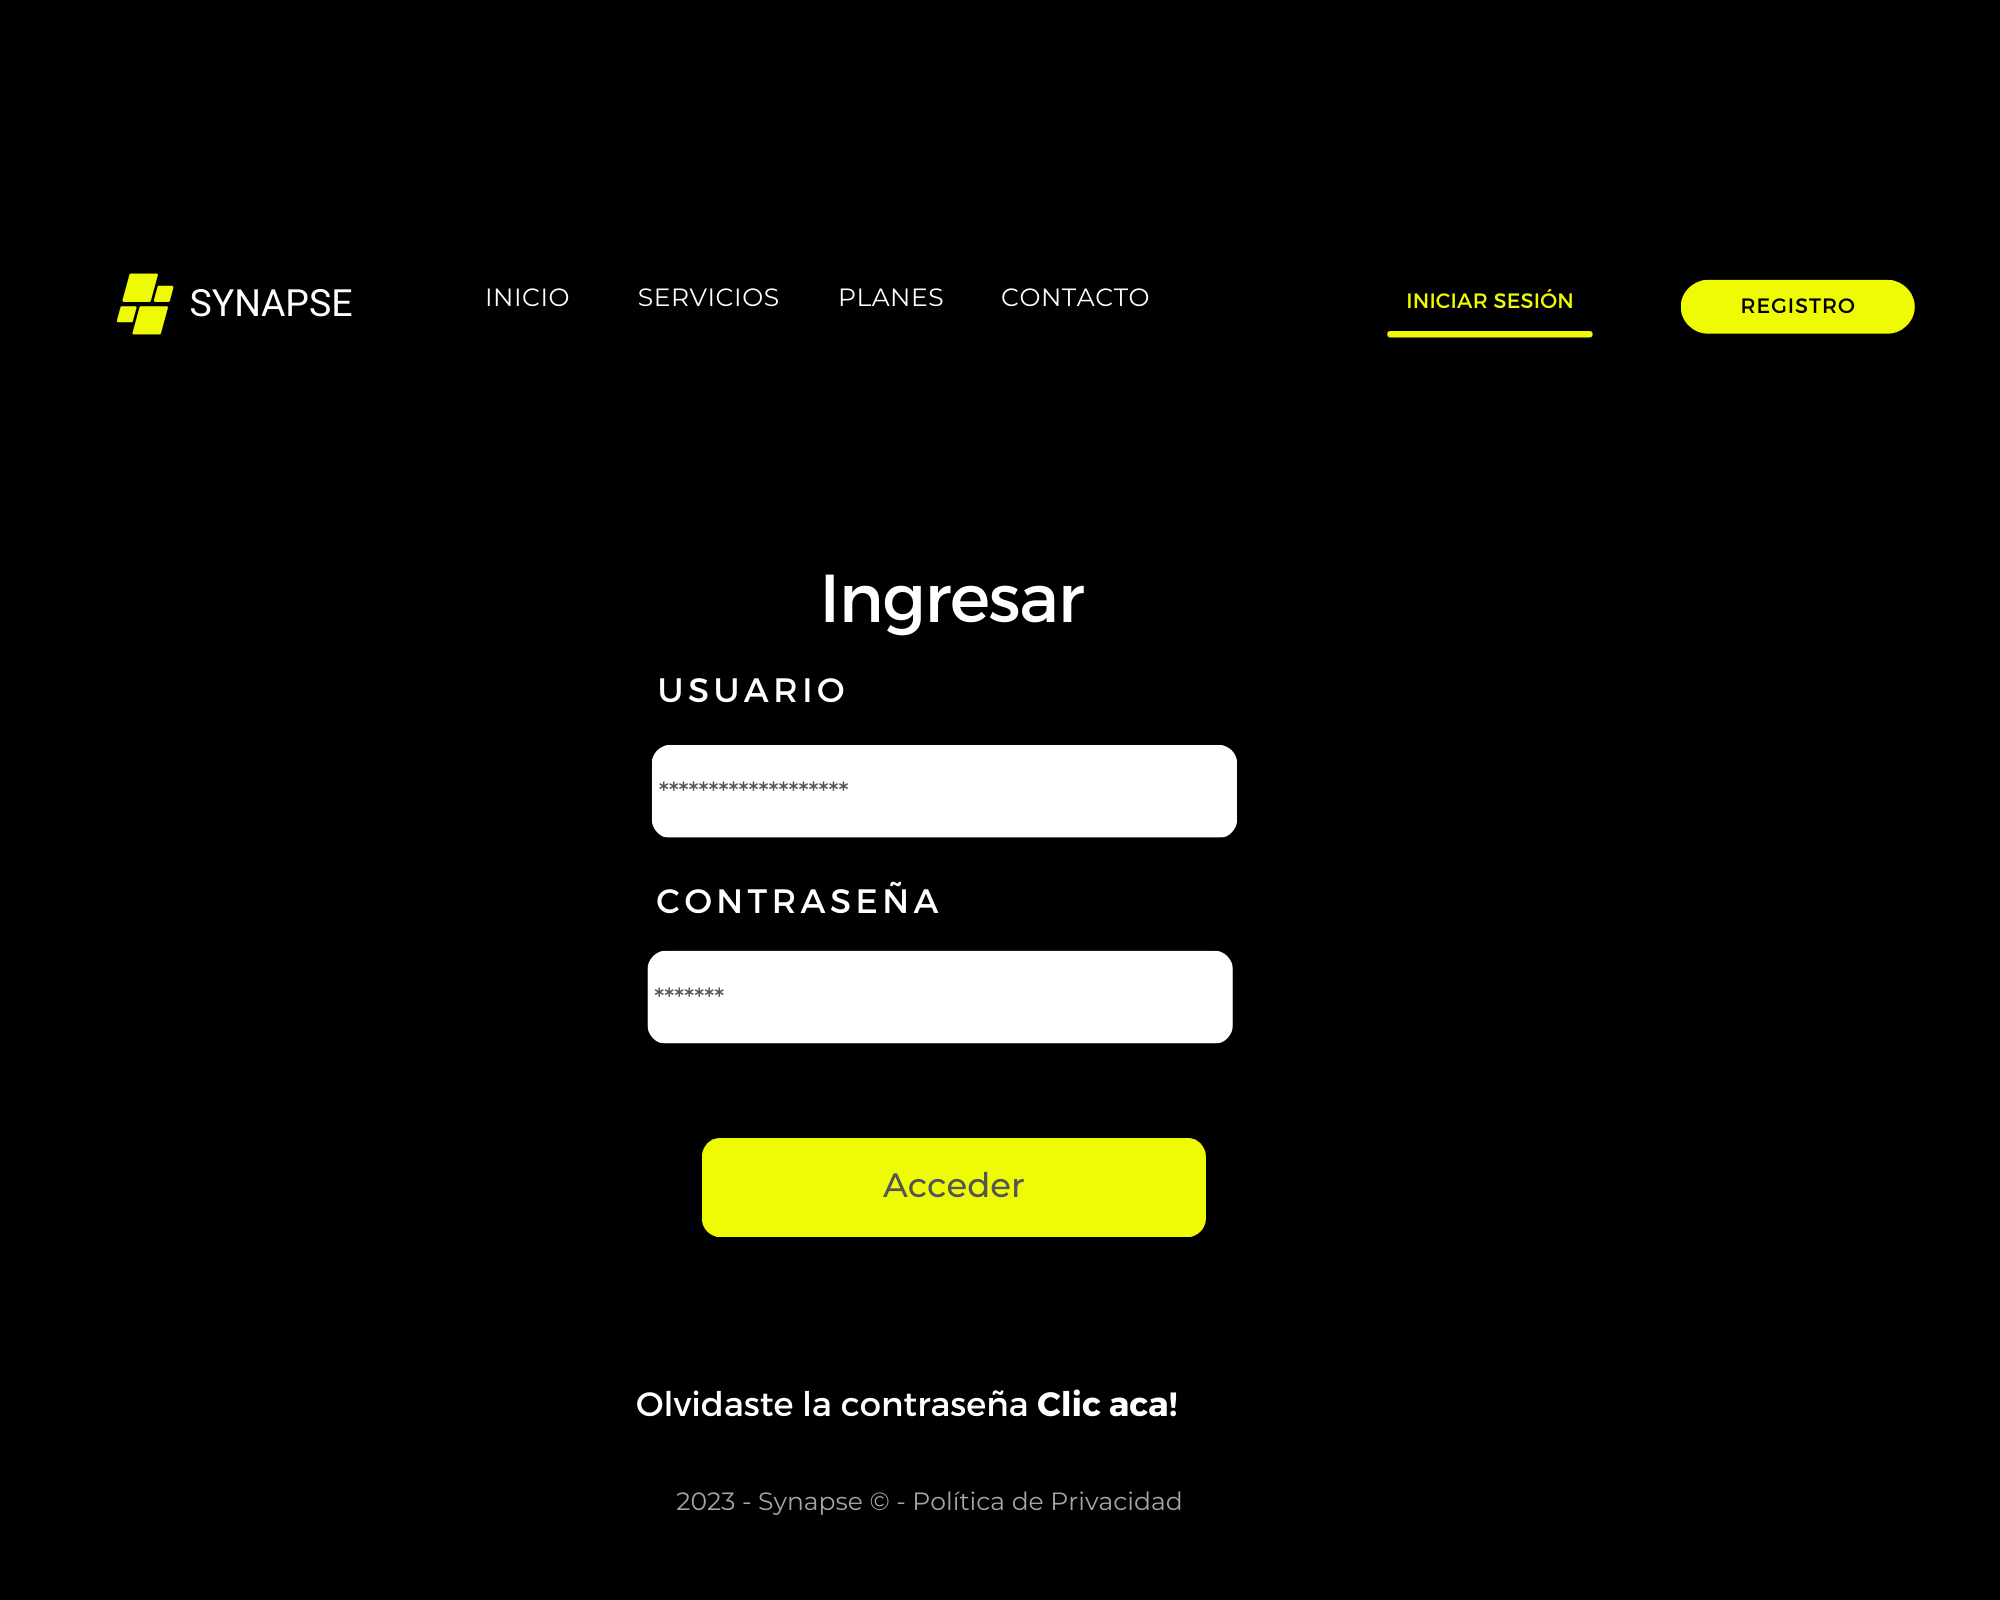 SYNAPSE
INICIO SERVICIOS PLANES CONTACTO
INICIAR SESIÓN
REGISTRO
Ingresar
USUARIO
*******************
CONTRASEÑA
*******
Acceder
Olvidaste la contraseña Clic aca!
2023 - Synapse © - Política de Privacidad